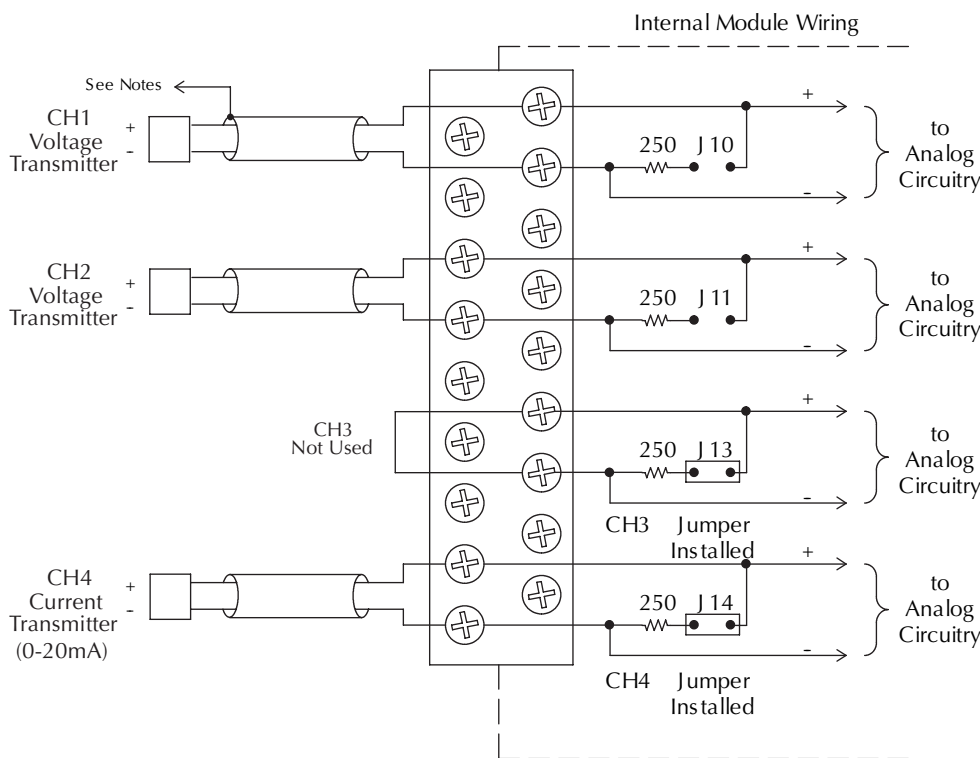 Internal Module Wiring
See Notes
CH1
Voltage
Transmitter
+
-
250 J10
+
-
to
Analog
Circuitry
CH2
Voltage
Transmitter
+
-
250 J11
+
-
to
Analog
Circuitry
CH3
Not Used
250 J13
+
-
to
Analog
Circuitry
CH3 Jumper
Installed
CH4
Current
Transmitter
(0-20mA)
+
-
250 J14
+
-
to
Analog
Circuitry
CH4 Jumper
Installed